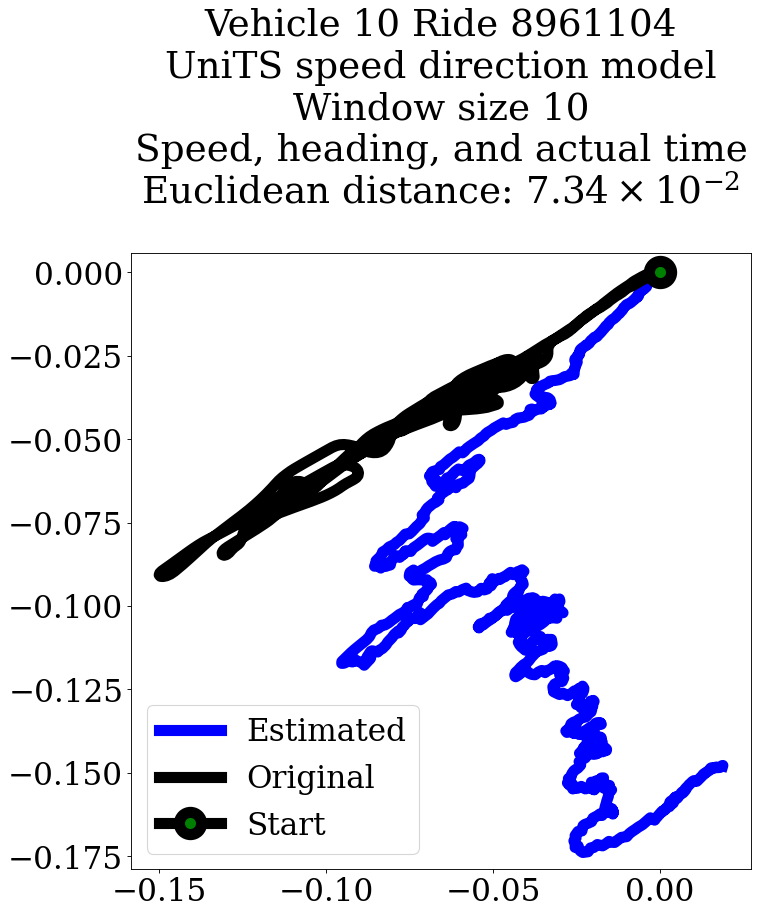 Vehicle 10 Ride 8961104
UniTS speed direction model
Window size 10
Speed, heading, and actual time
Euclidean distance: 7.34 × 10⁻²
0.000
−0.025
−0.050
−0.075
−0.100
−0.125
−0.150
−0.175
Estimated
Original
Start
−0.15 −0.10 −0.05 0.00